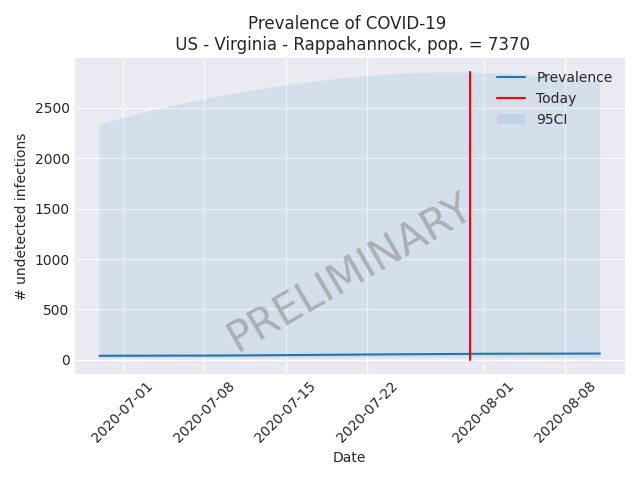 Prevalence of COVID-19
US - Virginia - Rappahannock, pop. = 7370
Prevalence
Today
95CI
# undetected infections
2500
2000
1500
1000
500
0
PRELIMINARY
2020-07-01
2020-07-08
2020-07-15
2020-07-22
2020-08-01
2020-08-08
Date